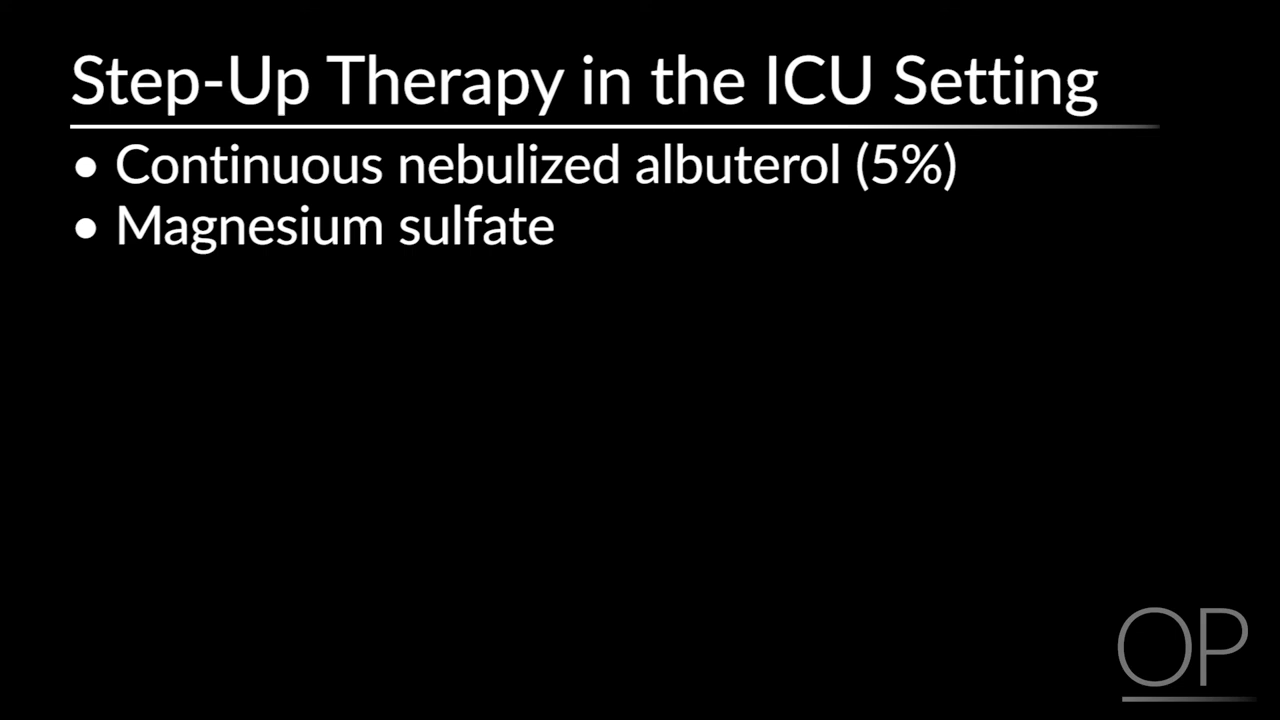 Step-Up Therapy in the ICU Setting
• Continuous nebulized albuterol (5%)
• Magnesium sulfate
OP